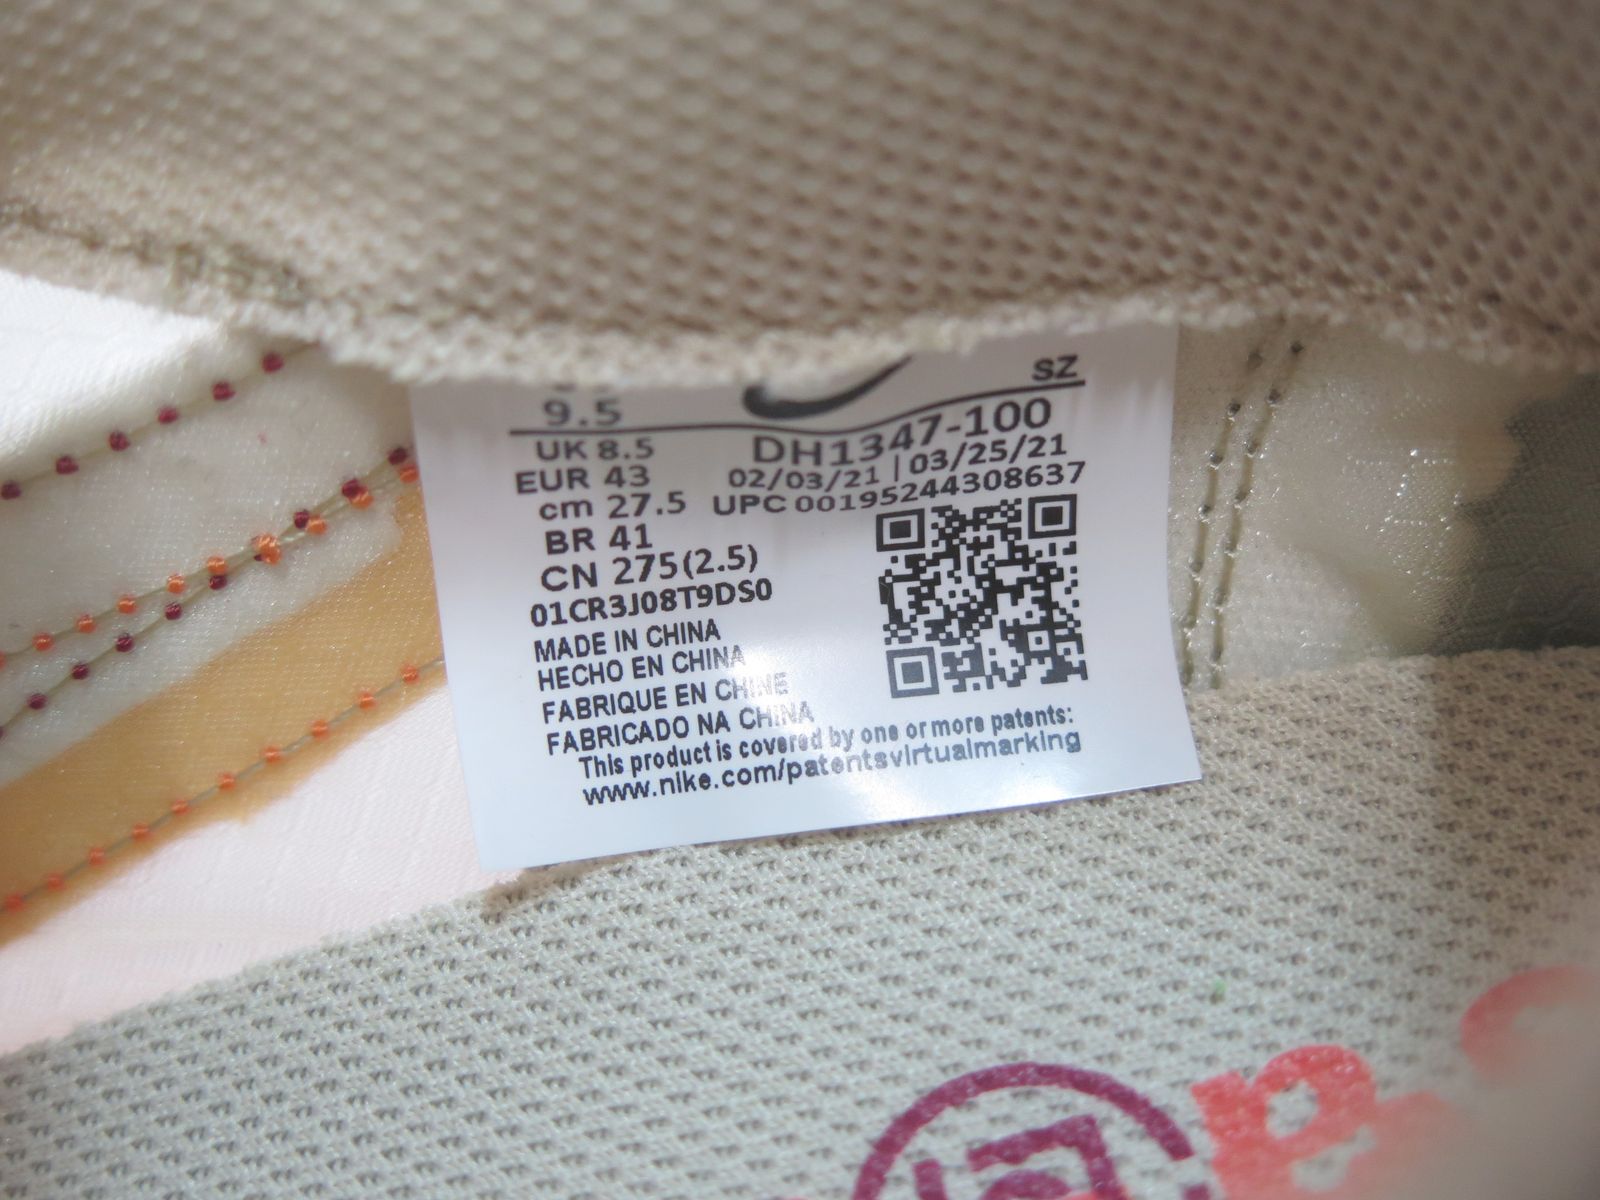 SZ
9.5
UK 8.5
DH1347-100
EUR 43
02/03/21 | 03/25/21
cm 27.5
UPC 00195244308637
BR 41
CN 275(2.5)
01CR3J08T9DS0
MADE IN CHINA
HECHO EN CHINA
FABRIQUE EN CHINE
FABRICADO NA CHINA
This product is covered by one or more patents:
www.nike.com/patentsvirtualmarking